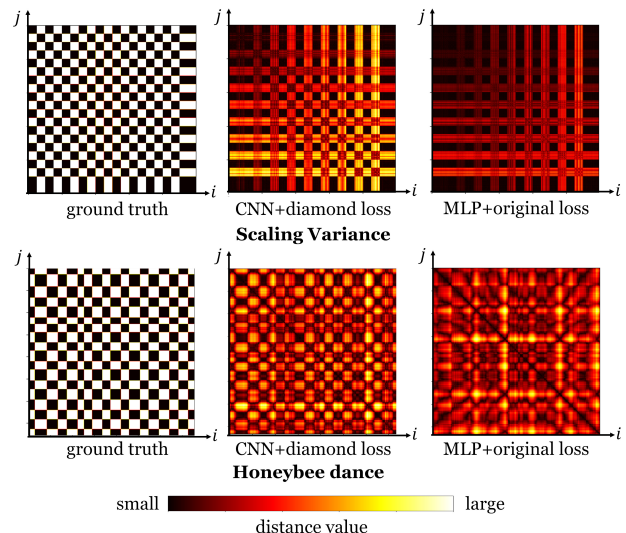 j
j
j
i
i
i
ground truth
CNN+diamond loss
MLP+original loss
Scaling Variance
j
j
j
i
i
i
ground truth
CNN+diamond loss
MLP+original loss
Honeybee dance
small
large
distance value